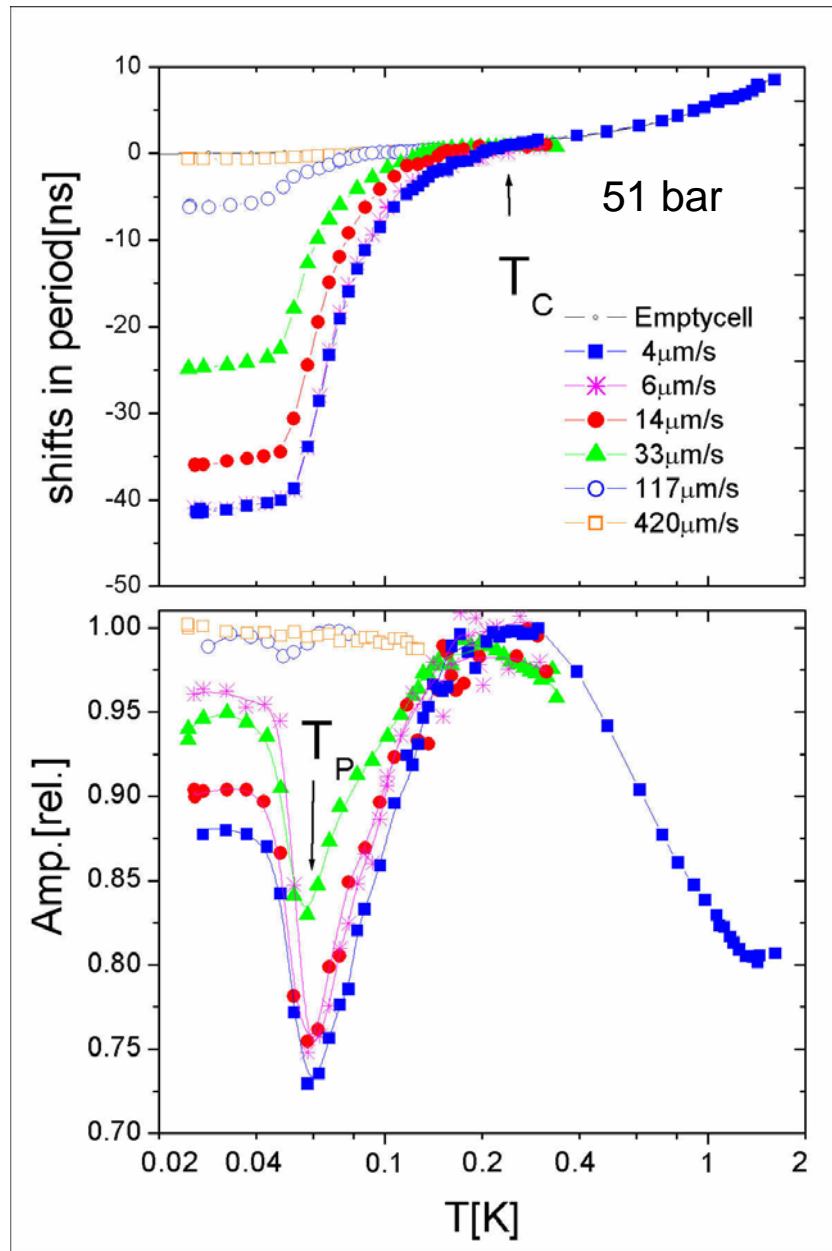 10
0
-10
-20
-30
-40
-50
shifts in period[ns]
51 bar
T_C
Emptycell
4μm/s
6μm/s
14μm/s
33μm/s
117μm/s
420μm/s
1.00
0.95
0.90
0.85
0.80
0.75
0.70
Amp.[rel.]
T_P
0.02 0.04 0.1 0.2 0.4 1 2
T[K]